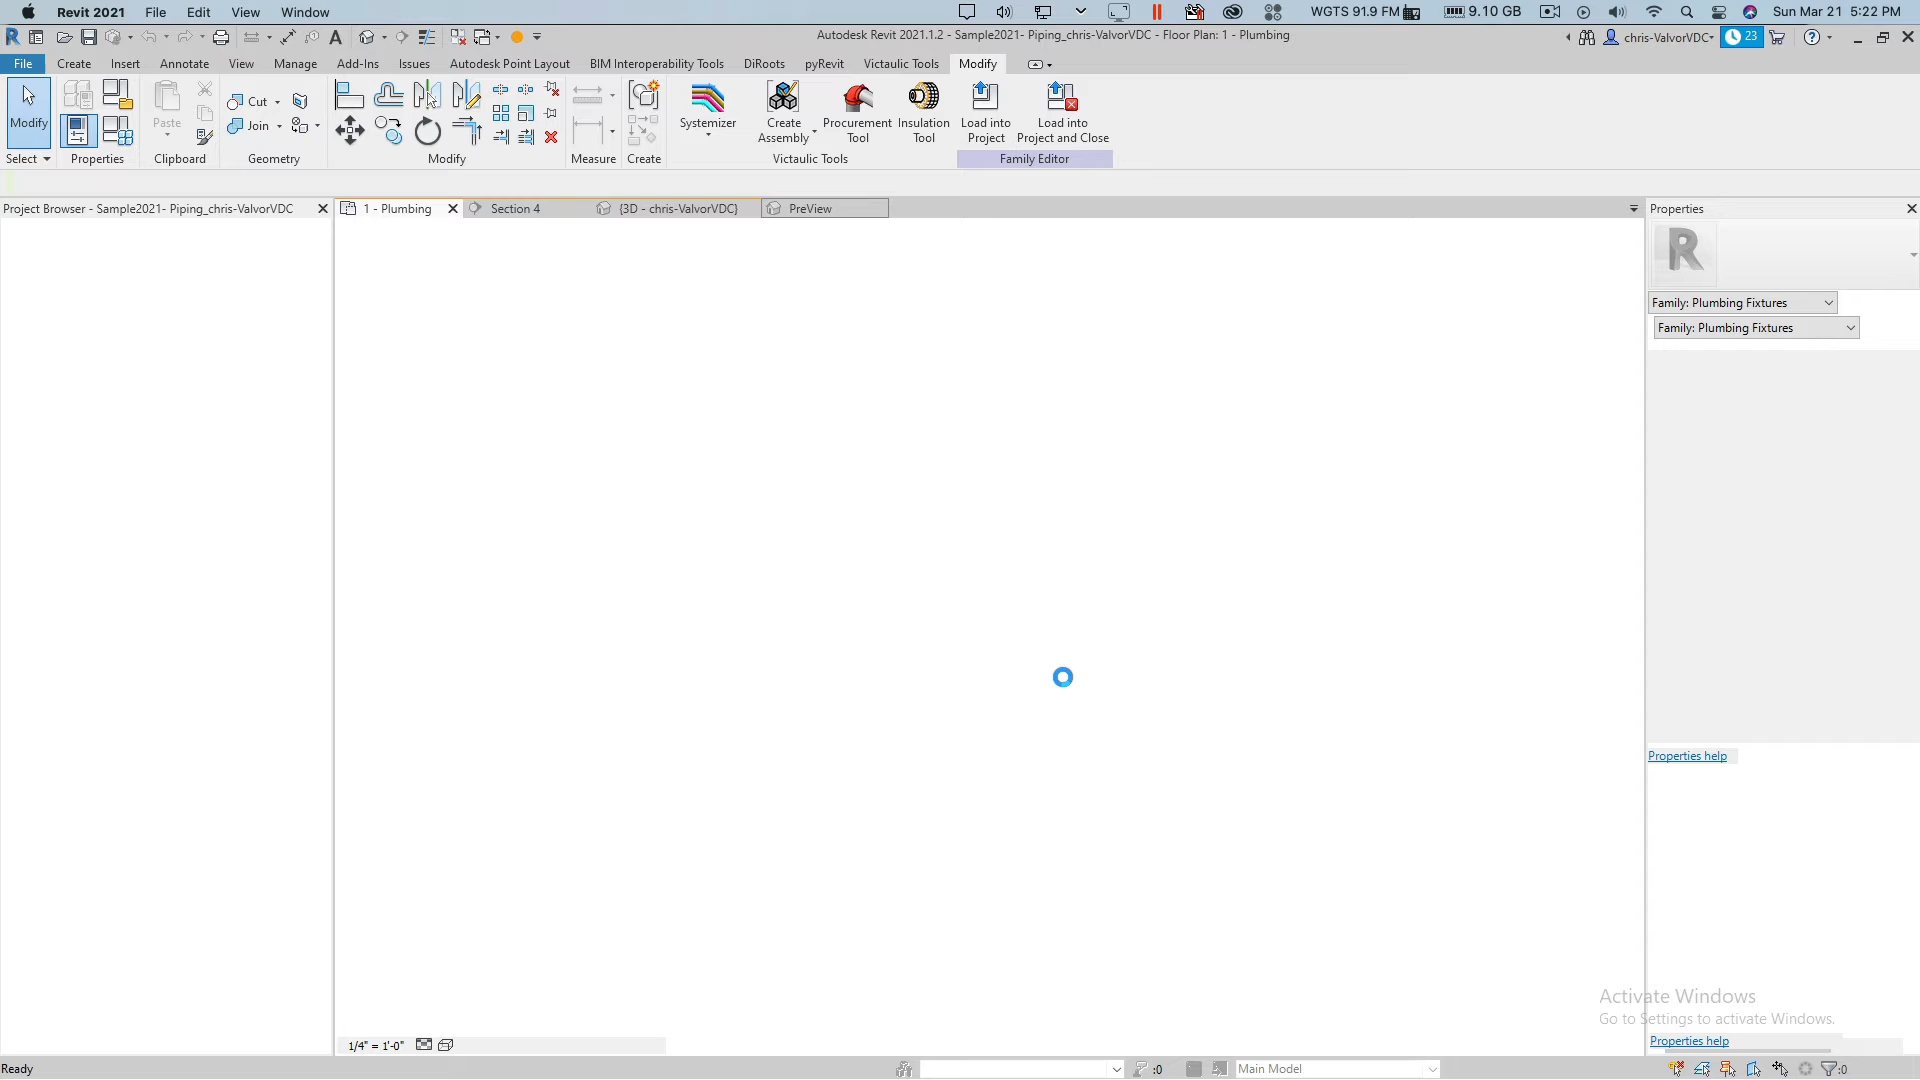 Revit 2021 File Edit View Window WGTS 91.9 FM 9.10 GB Sun Mar 21 5:22 PM
Autodesk Revit 2021.1.2 - Sample2021- Piping_chris-ValvorVDC - Floor Plan: 1 - Plumbing chris-ValvorVDC 23
File Create Insert Annotate View Manage Add-Ins Issues Autodesk Point Layout BIM Interoperability Tools DiRoots pyRevit Victaulic Tools Modify
Modify Paste Cut Join Systemizer Create Assembly Procurement Tool Insulation Tool Load into Project Load into Project and Close
Select Properties Clipboard Geometry Modify Measure Create Victaulic Tools Family Editor
Project Browser - Sample2021- Piping_chris-ValvorVDC 1 - Plumbing Section 4 {3D - chris-ValvorVDC} PreView Properties
Family: Plumbing Fixtures
Family: Plumbing Fixtures
Properties help
Activate Windows
Go to Settings to activate Windows.
Properties help
1/4" = 1'-0"
Ready :0 Main Model :0